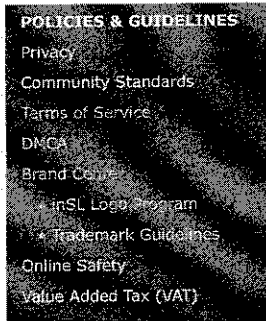 POLICIES & GUIDELINES
Privacy
Community Standards
Terms of Service
DMCA
Brand Center
• inSL Logo Program
• Trademark Guidelines
Online Safety
Value Added Tax (VAT)